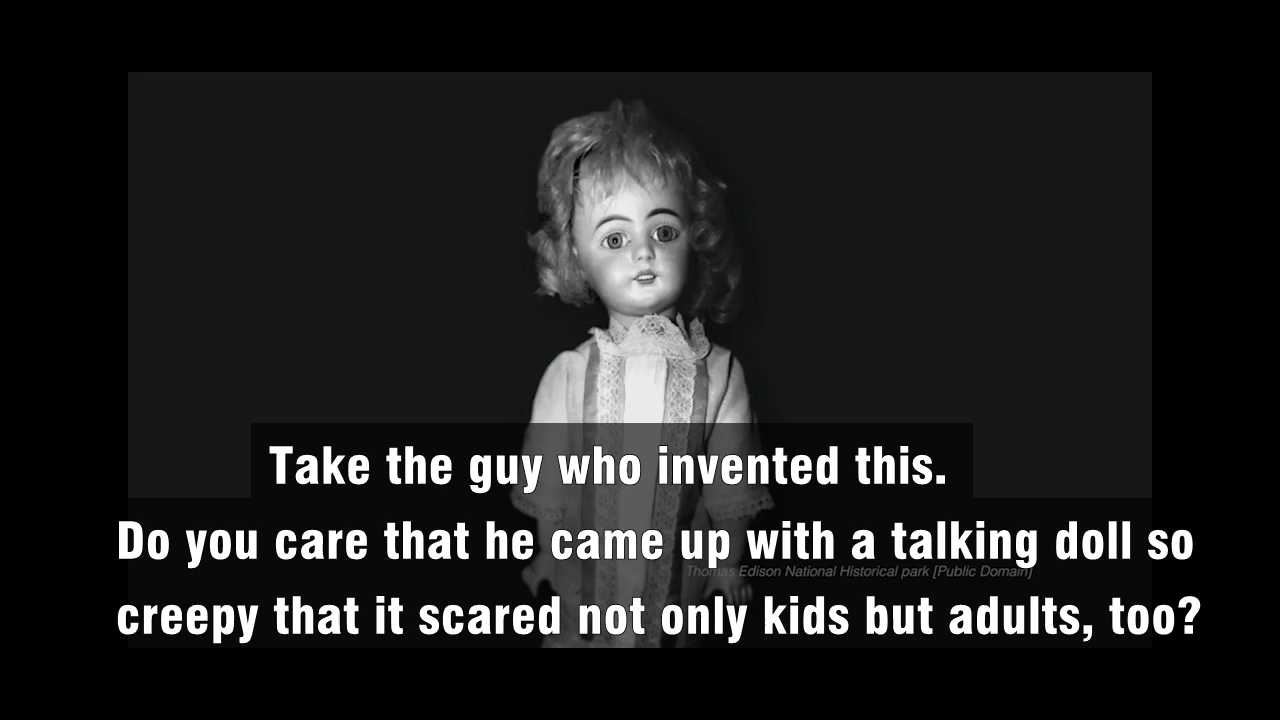 Take the guy who invented this.
Do you care that he came up with a talking doll so
Thomas Edison National Historical park [Public Domain]
creepy that it scared not only kids but adults, too?